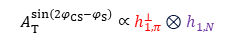 A_T^{sin(2φ_CS−φ_S)} ∝ h_{1,π}^⊥ ⊗ h_{1,N}